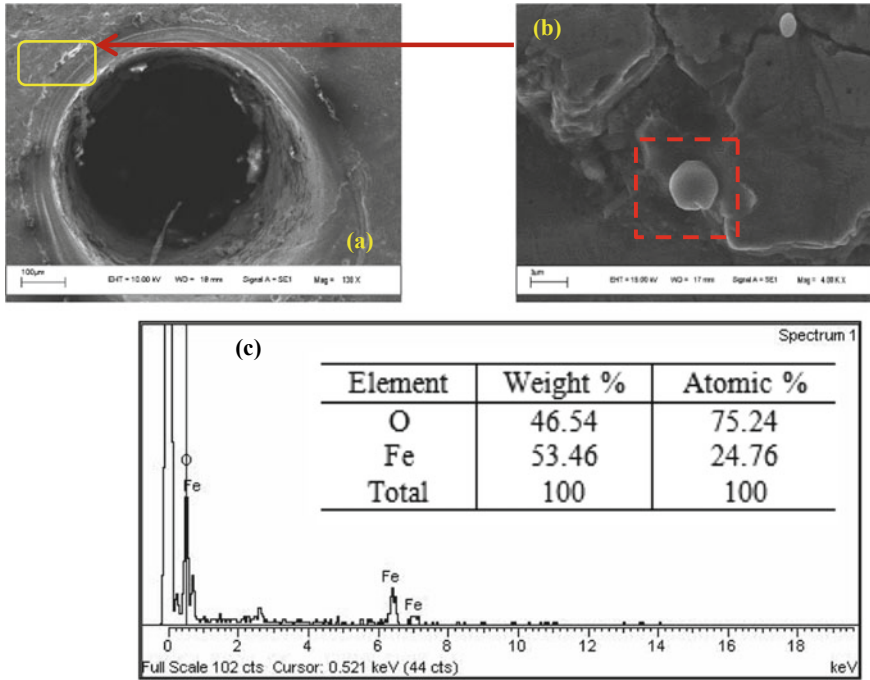 (a)
100µm
EHT = 10.00 kV WD = 18 mm Signal A = SE1 Mag = 130 X
(b)
3µm
EHT = 15.00 kV WD = 17 mm Signal A = SE1 Mag = 4.00 K X
(c)
Spectrum 1
Element Weight % Atomic %
O 46.54 75.24
Fe 53.46 24.76
Total 100 100
O
Fe
Fe
Fe
0 2 4 6 8 10 12 14 16 18
Full Scale 102 cts Cursor: 0.521 keV (44 cts) keV